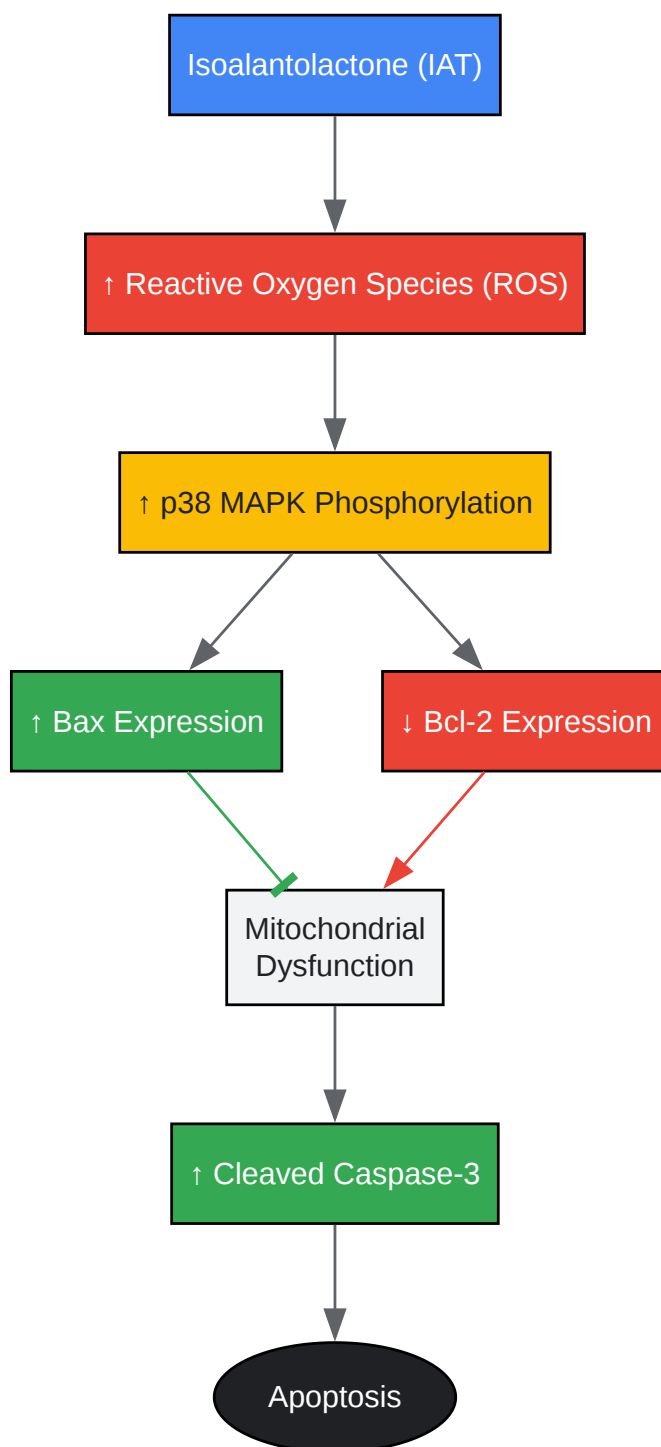 Isoalantolactone (IAT)
↑ Reactive Oxygen Species (ROS)
↑ p38 MAPK Phosphorylation
↑ Bax Expression
↓ Bcl-2 Expression
Mitochondrial
Dysfunction
↑ Cleaved Caspase-3
Apoptosis